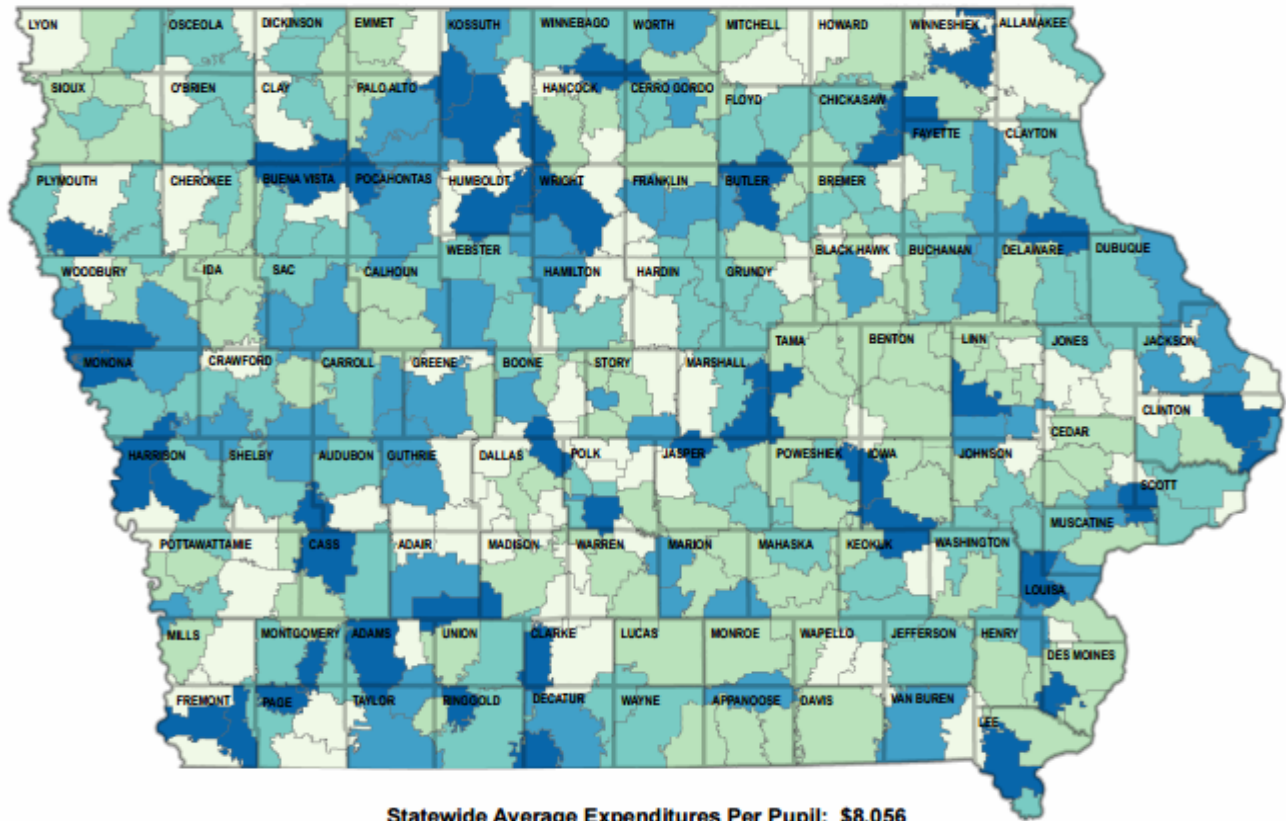 LYON OSCEOLA DICKINSON EMMET KOSSUTH WINNEBAGO WORTH MITCHELL HOWARD WINNESHIEK ALLAMAKEE
SIOUX O'BRIEN CLAY PALO ALTO HANCOCK CERRO GORDO FLOYD CHICKASAW
FAYETTE CLAYTON
PLYMOUTH CHEROKEE BUENA VISTA POCAHONTAS HUMBOLDT WRIGHT FRANKLIN BUTLER BREMER
WEBSTER BLACK HAWK BUCHANAN DELAWARE DUBUQUE
WOODBURY IDA SAC CALHOUN HAMILTON HARDIN GRUNDY
TAMA BENTON LINN JONES JACKSON
MONONA CRAWFORD CARROLL GREENE BOONE STORY MARSHALL
CLINTON
CEDAR
HARRISON SHELBY AUDUBON GUTHRIE DALLAS POLK JASPER POWESHIEK IOWA JOHNSON
SCOTT
MUSCATINE
POTTAWATTAMIE CASS ADAIR MADISON WARREN MARION MAHASKA KEOKUK WASHINGTON
LOUISA
MILLS MONTGOMERY ADAMS UNION CLARKE LUCAS MONROE WAPELLO JEFFERSON HENRY
DES MOINES
FREMONT PAGE TAYLOR RINGGOLD DECATUR WAYNE APPANOOSE DAVIS VAN BUREN
LEE
Statewide Average Expenditures Per Pupil: $8,056